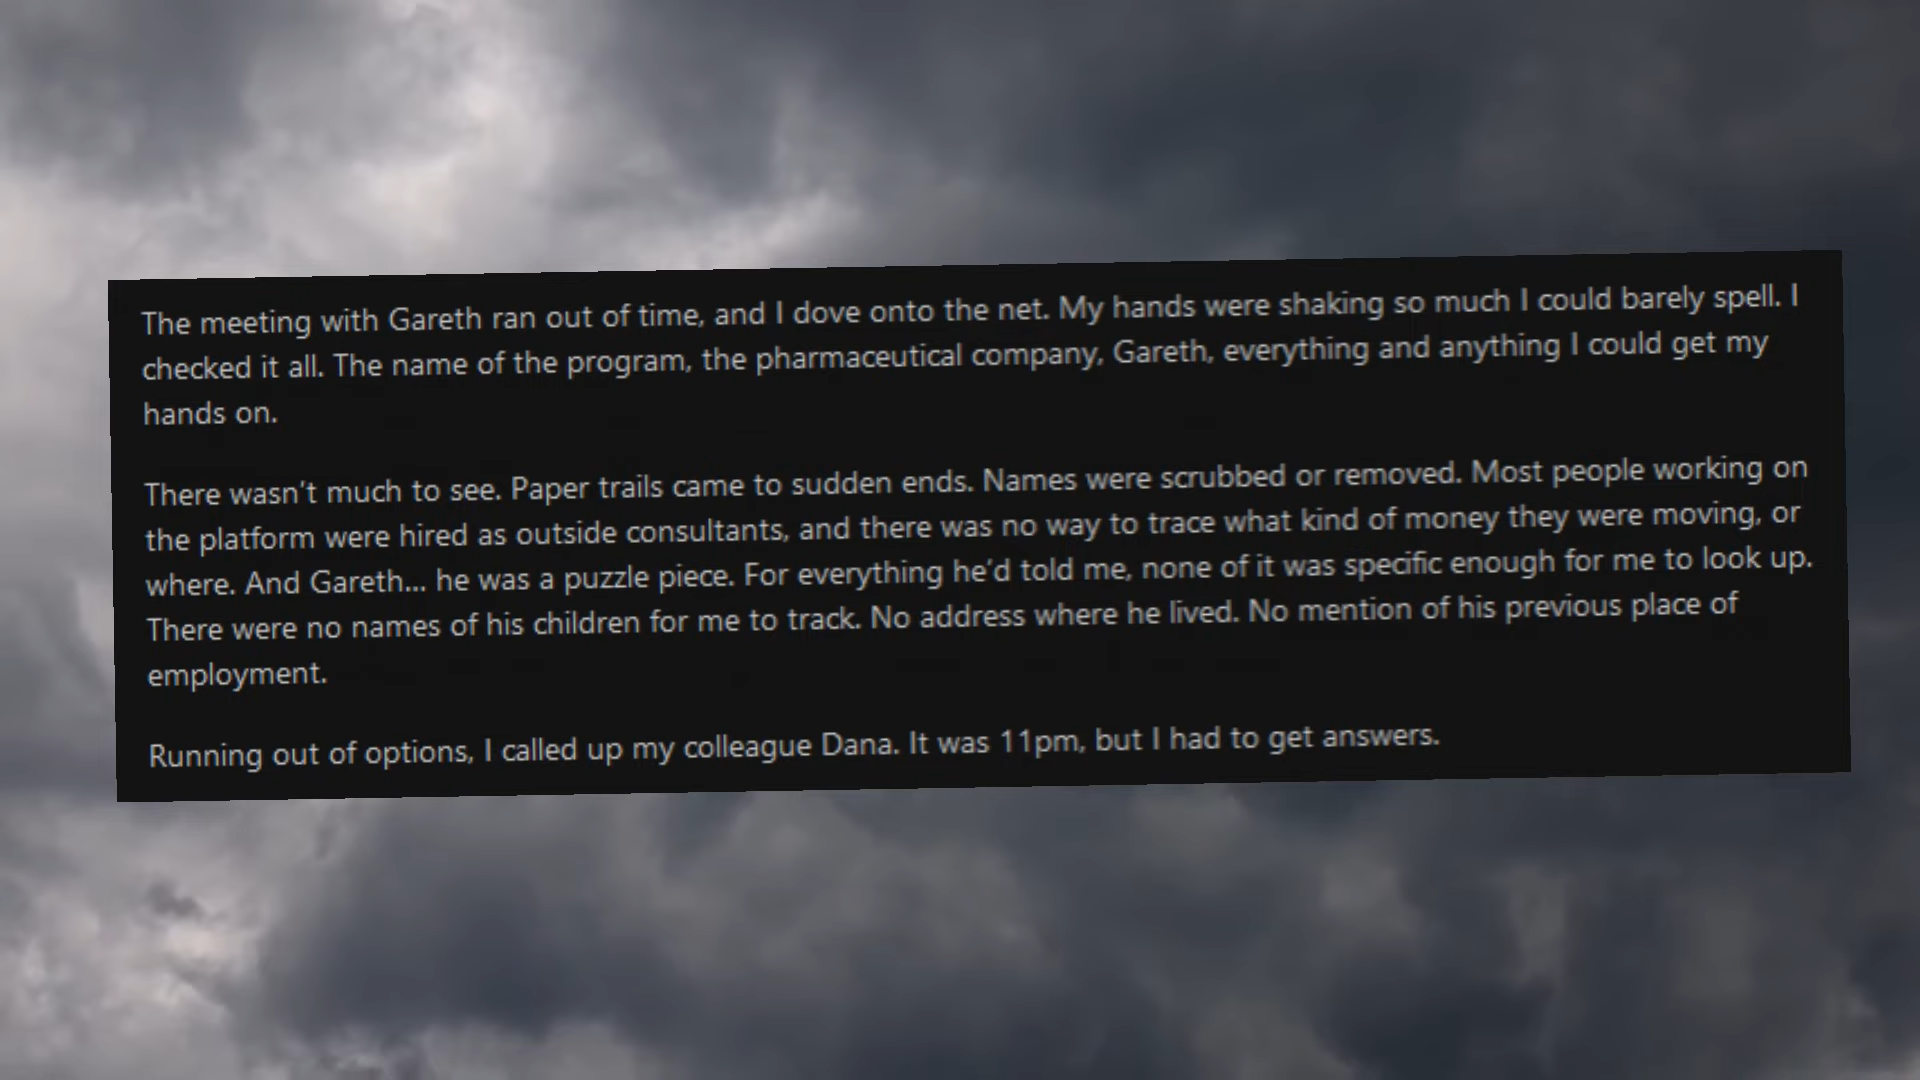 The meeting with Gareth ran out of time, and I dove onto the net. My hands were shaking so much I could barely spell. I
checked it all. The name of the program, the pharmaceutical company, Gareth, everything and anything I could get my
hands on.
There wasn’t much to see. Paper trails came to sudden ends. Names were scrubbed or removed. Most people working on
the platform were hired as outside consultants, and there was no way to trace what kind of money they were moving, or
where. And Gareth... he was a puzzle piece. For everything he’d told me, none of it was specific enough for me to look up.
There were no names of his children for me to track. No address where he lived. No mention of his previous place of
employment.
Running out of options, I called up my colleague Dana. It was 11pm, but I had to get answers.